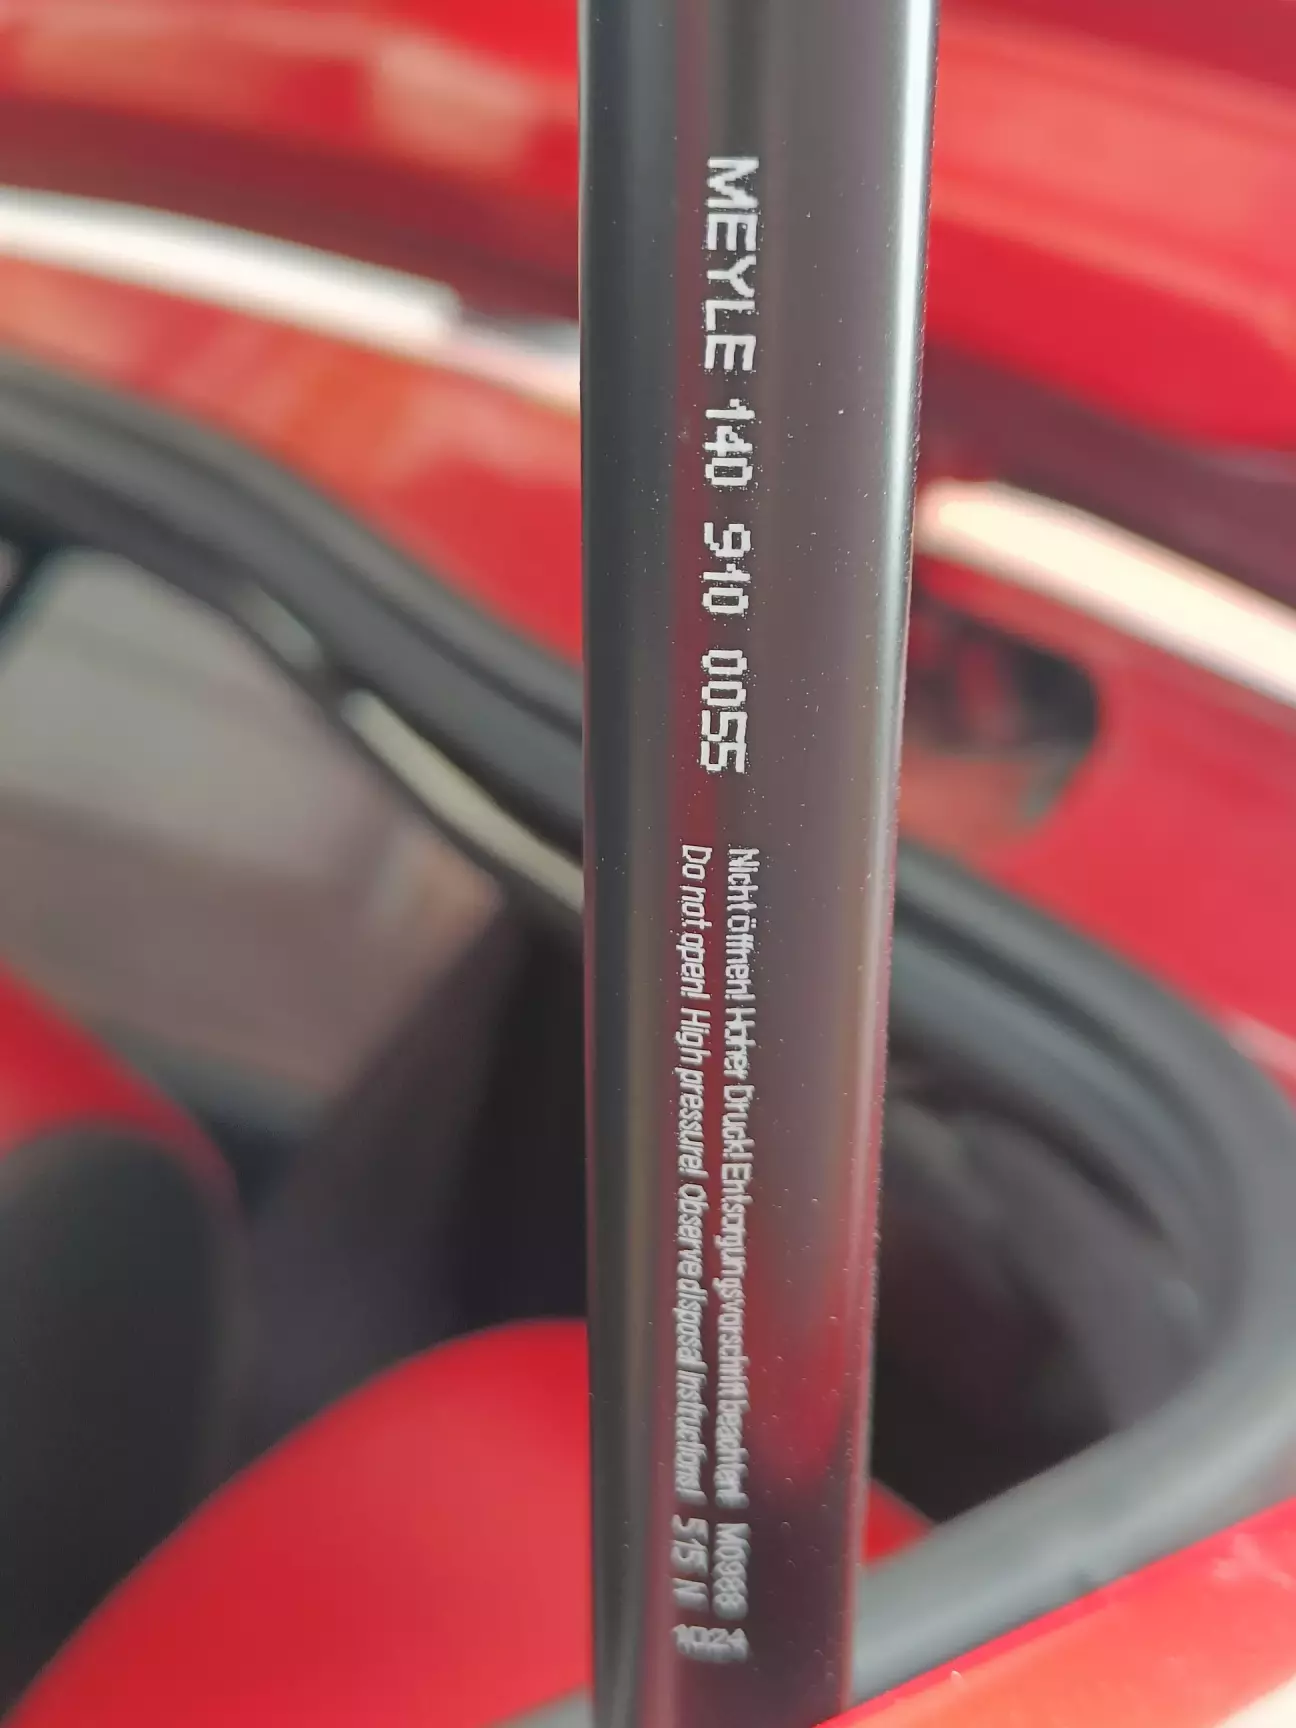 MEYLE 140 910 0055
Nicht öffnen! Hoher Druck! Entsorgungsvorschrift beachten! M0988
Do not open! High pressure! Observe disposal instructions! 515 N